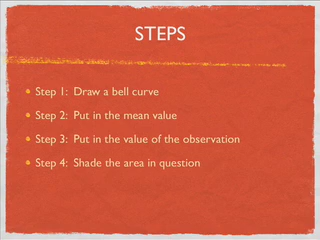 STEPS
Step 1: Draw a bell curve
Step 2: Put in the mean value
Step 3: Put in the value of the observation
Step 4: Shade the area in question